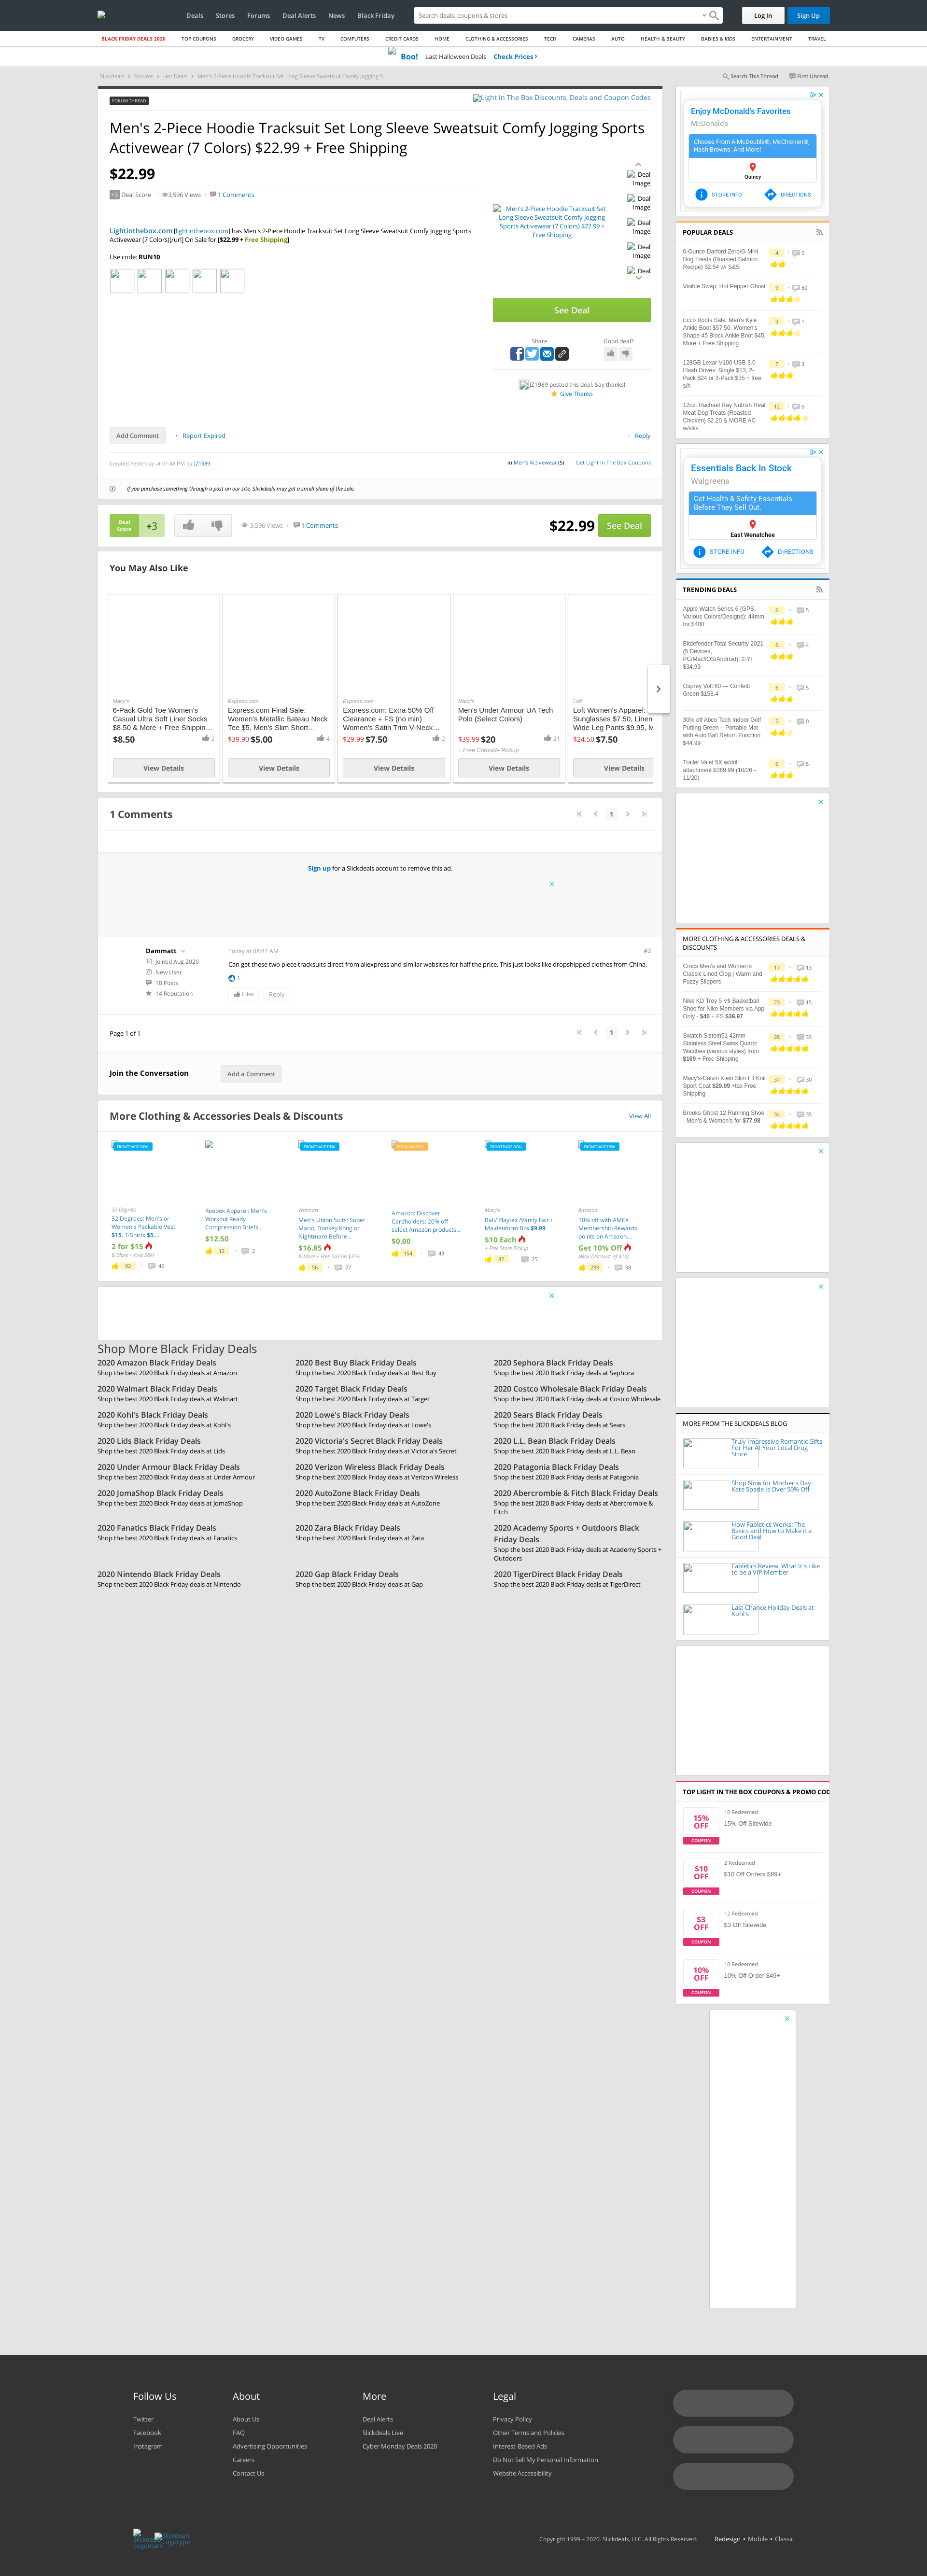 Deals Stores Forums Deal Alerts News Black Friday
Search deals, coupons & stores
Log In Sign Up
BLACK FRIDAY DEALS 2020 TOP COUPONS GROCERY VIDEO GAMES TV COMPUTERS CREDIT CARDS HOME CLOTHING & ACCESSORIES TECH CAMERAS AUTO HEALTH & BEAUTY BABIES & KIDS ENTERTAINMENT TRAVEL
Boo! Last Halloween Deals Check Prices
Slickdeals Forums Hot Deals Men's 2-Piece Hoodie Tracksuit Set Long Sleeve Sweatsuit Comfy Jogging S...
Search This Thread First Unread
FORUM THREAD
Light In The Box Discounts, Deals and Coupon Codes
Men's 2-Piece Hoodie Tracksuit Set Long Sleeve Sweatsuit Comfy Jogging Sports
Activewear (7 Colors) $22.99 + Free Shipping
$22.99
+3 Deal Score 3,596 Views 1 Comments
Lightinthebox.com [lightinthebox.com] has Men's 2-Piece Hoodie Tracksuit Set Long Sleeve Sweatsuit Comfy Jogging Sports
Activewear (7 Colors)[/url] On Sale for [$22.99 + Free Shipping]
Use code: RUN10
Men's 2-Piece Hoodie Tracksuit
Set Long Sleeve Sweatsuit
Comfy Jogging
Sports Activewear (7 Colors) $22.99 +
Free Shipping
Deal
Image
Deal
Image
Deal
Image
Deal
Image
Deal
See Deal
Share Good deal?
JZ1989 posted this deal. Say thanks!
Give Thanks
Add Comment Report Expired Reply
Created Yesterday at 01:48 PM by JZ1989
in Men's Activewear (5) Get Light In The Box Coupons
If you purchase something through a post on our site, Slickdeals may get a small share of the sale.
Deal
Score
+3 3,596 Views 1 Comments $22.99 See Deal
You May Also Like
Macy's
6-Pack Gold Toe Women's
Casual Ultra Soft Liner Socks
$8.50 & More + Free Shippin...
$8.50 2
View Details
Express.com
Express.com Final Sale:
Women's Metallic Bateau Neck
Tee $5, Men's Slim Short...
$39.90 $5.00 4
View Details
Express.com
Express.com: Extra 50% Off
Clearance + FS (no min)
Women's Satin Trim V-Neck...
$29.99 $7.50 2
View Details
Macy's
Men's Under Armour UA Tech
Polo (Select Colors)
$39.99 $20 21
+ Free Curbside Pickup
View Details
Loft
Loft Women's Apparel:
Sunglasses $7.50, Linen
Wide Leg Pants $9.95, M
$24.50 $7.50
View Details
1 Comments
1
Sign up for a Slickdeals account to remove this ad.
Dammatt
Joined Aug 2020
New User
18 Posts
14 Reputation
Today at 08:47 AM #2
Can get these two piece tracksuits direct from aliexpress and similar websites for half the price. This just looks like dropshipped clothes from China.
1
Like Reply
Page 1 of 1
1
Join the Conversation Add a Comment
More Clothing & Accessories Deals & Discounts View All
FRONTPAGE DEAL
32 Degrees
32 Degrees: Men's or
Women's Packable Vest
$15, T-Shirts $5,...
2 for $15
& More + Free S&H
92 46
Reebok Apparel: Men's
Workout Ready
Compression Briefs...
$12.50
12 2
FRONTPAGE DEAL
Walmart
Men's Union Suits: Super
Mario, Donkey Kong or
Nightmare Before...
$16.85
& More + Free S/H on $35+
56 27
POPULAR DEAL
Amazon: Discover
Cardholders: 20% off
select Amazon products...
$0.00
154 43
FRONTPAGE DEAL
Macy's
Bali/ Playtex /Vanity Fair /
Maidenform Bra $9.99
$10 Each
+ Free Store Pickup
82 25
FRONTPAGE DEAL
Amazon
10% off with AMEX
Membership Rewards
points on Amazon....
Get 10% Off
(Max Discount of $10)
299 98
Shop More Black Friday Deals
2020 Amazon Black Friday Deals
Shop the best 2020 Black Friday deals at Amazon
2020 Best Buy Black Friday Deals
Shop the best 2020 Black Friday deals at Best Buy
2020 Sephora Black Friday Deals
Shop the best 2020 Black Friday deals at Sephora
2020 Walmart Black Friday Deals
Shop the best 2020 Black Friday deals at Walmart
2020 Target Black Friday Deals
Shop the best 2020 Black Friday deals at Target
2020 Costco Wholesale Black Friday Deals
Shop the best 2020 Black Friday deals at Costco Wholesale
2020 Kohl's Black Friday Deals
Shop the best 2020 Black Friday deals at Kohl's
2020 Lowe's Black Friday Deals
Shop the best 2020 Black Friday deals at Lowe's
2020 Sears Black Friday Deals
Shop the best 2020 Black Friday deals at Sears
2020 Lids Black Friday Deals
Shop the best 2020 Black Friday deals at Lids
2020 Victoria's Secret Black Friday Deals
Shop the best 2020 Black Friday deals at Victoria's Secret
2020 L.L. Bean Black Friday Deals
Shop the best 2020 Black Friday deals at L.L. Bean
2020 Under Armour Black Friday Deals
Shop the best 2020 Black Friday deals at Under Armour
2020 Verizon Wireless Black Friday Deals
Shop the best 2020 Black Friday deals at Verizon Wireless
2020 Patagonia Black Friday Deals
Shop the best 2020 Black Friday deals at Patagonia
2020 JomaShop Black Friday Deals
Shop the best 2020 Black Friday deals at JomaShop
2020 AutoZone Black Friday Deals
Shop the best 2020 Black Friday deals at AutoZone
2020 Abercrombie & Fitch Black Friday Deals
Shop the best 2020 Black Friday deals at Abercrombie &
Fitch
2020 Fanatics Black Friday Deals
Shop the best 2020 Black Friday deals at Fanatics
2020 Zara Black Friday Deals
Shop the best 2020 Black Friday deals at Zara
2020 Academy Sports + Outdoors Black
Friday Deals
Shop the best 2020 Black Friday deals at Academy Sports +
Outdoors
2020 Nintendo Black Friday Deals
Shop the best 2020 Black Friday deals at Nintendo
2020 Gap Black Friday Deals
Shop the best 2020 Black Friday deals at Gap
2020 TigerDirect Black Friday Deals
Shop the best 2020 Black Friday deals at TigerDirect
Enjoy McDonald's Favorites
McDonald's
Choose From A McDouble®, McChicken®,
Hash Browns, And More!
Quincy
STORE INFO DIRECTIONS
POPULAR DEALS
6-Ounce Darford Zero/G Mini
Dog Treats (Roasted Salmon
Recipe) $2.54 w/ S&S
4 0
Visible Swap: Hot Pepper Ghost
9 60
Ecco Boots Sale: Men's Kyle
Ankle Boot $57.50, Women's
Shape 45 Block Ankle Boot $45,
More + Free Shipping
9 1
128GB Lexar V100 USB 3.0
Flash Drives: Single $13, 2-
Pack $24 or 3-Pack $35 + free
s/h
7 3
12oz. Rachael Ray Nutrish Real
Meat Dog Treats (Roasted
Chicken) $2.20 & MORE AC
w/s&s
12 6
Essentials Back In Stock
Walgreens
Get Health & Safety Essentials
Before They Sell Out.
East Wenatchee
STORE INFO DIRECTIONS
TRENDING DEALS
Apple Watch Series 6 (GPS,
Various Colors/Designs): 44mm
for $400
6 5
Bitdefender Total Security 2021
(5 Devices,
PC/Mac/iOS/Android): 2-Yr
$34.99
6 4
Osprey Volt 60 — Confetti
Green $158.4
6 5
30% off Abco Tech Indoor Golf
Putting Green – Portable Mat
with Auto Ball Return Function
$44.99
5 0
Trailer Valet 5X w/drill
attachment $369.99 (10/26 -
11/20)
6 5
MORE CLOTHING & ACCESSORIES DEALS &
DISCOUNTS
Crocs Men's and Women's
Classic Lined Clog | Warm and
Fuzzy Slippers
17 13
Nike KD Trey 5 VII Basketball
Shoe for Nike Members via App
Only - $40 + FS $39.97
23 15
Swatch Sistem51 42mm
Stainless Steel Swiss Quartz
Watches (various styles) from
$169 + Free Shipping
28 33
Macy's-Calvin Klein Slim Fit Knit
Sport Coat $29.99 +tax Free
Shipping
37 30
Brooks Ghost 12 Running Shoe
- Men's & Women's for $77.98
34 35
MORE FROM THE SLICKDEALS BLOG
Truly Impressive Romantic Gifts
For Her At Your Local Drug
Store
Shop Now for Mother's Day:
Kate Spade Is Over 50% Off
How Fabletics Works: The
Basics and How to Make it a
Good Deal
Fabletics Review: What It's Like
to be a VIP Member
Last Chance Holiday Deals at
Kohl's
TOP LIGHT IN THE BOX COUPONS & PROMO COD
15%
OFF
COUPON
10 Redeemed
15% Off Sitewide
$10
OFF
COUPON
2 Redeemed
$10 Off Orders $89+
$3
OFF
COUPON
12 Redeemed
$3 Off Sitewide
10%
OFF
COUPON
10 Redeemed
10% Off Order $49+
Follow Us
Twitter
Facebook
Instagram
About
About Us
FAQ
Advertising Opportunities
Careers
Contact Us
More
Deal Alerts
Slickdeals Live
Cyber Monday Deals 2020
Legal
Privacy Policy
Other Terms and Policies
Interest-Based Ads
Do Not Sell My Personal Information
Website Accessibility
Slickdeals
Logotype
Copyright 1999 – 2020. Slickdeals, LLC. All Rights Reserved. Redesign • Mobile • Classic